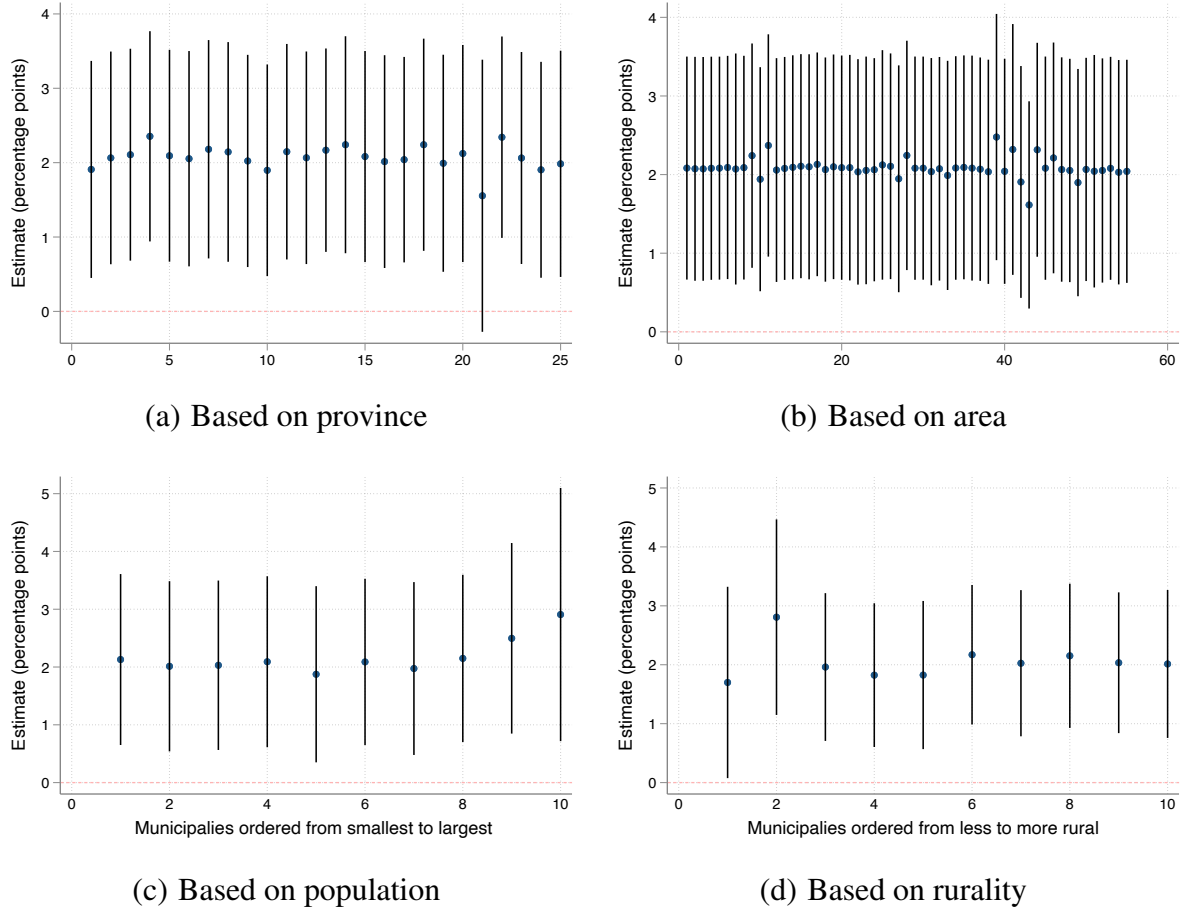 4
3
2
1
0
Estimate (percentage points)
0 5 10 15 20 25
(a) Based on province
4
3
2
1
0
Estimate (percentage points)
0 20 40 60
(b) Based on area
5
4
3
2
1
0
Estimate (percentage points)
0 2 4 6 8 10
Municipalies ordered from smallest to largest
(c) Based on population
5
4
3
2
1
0
Estimate (percentage points)
0 2 4 6 8 10
Municipalies ordered from less to more rural
(d) Based on rurality